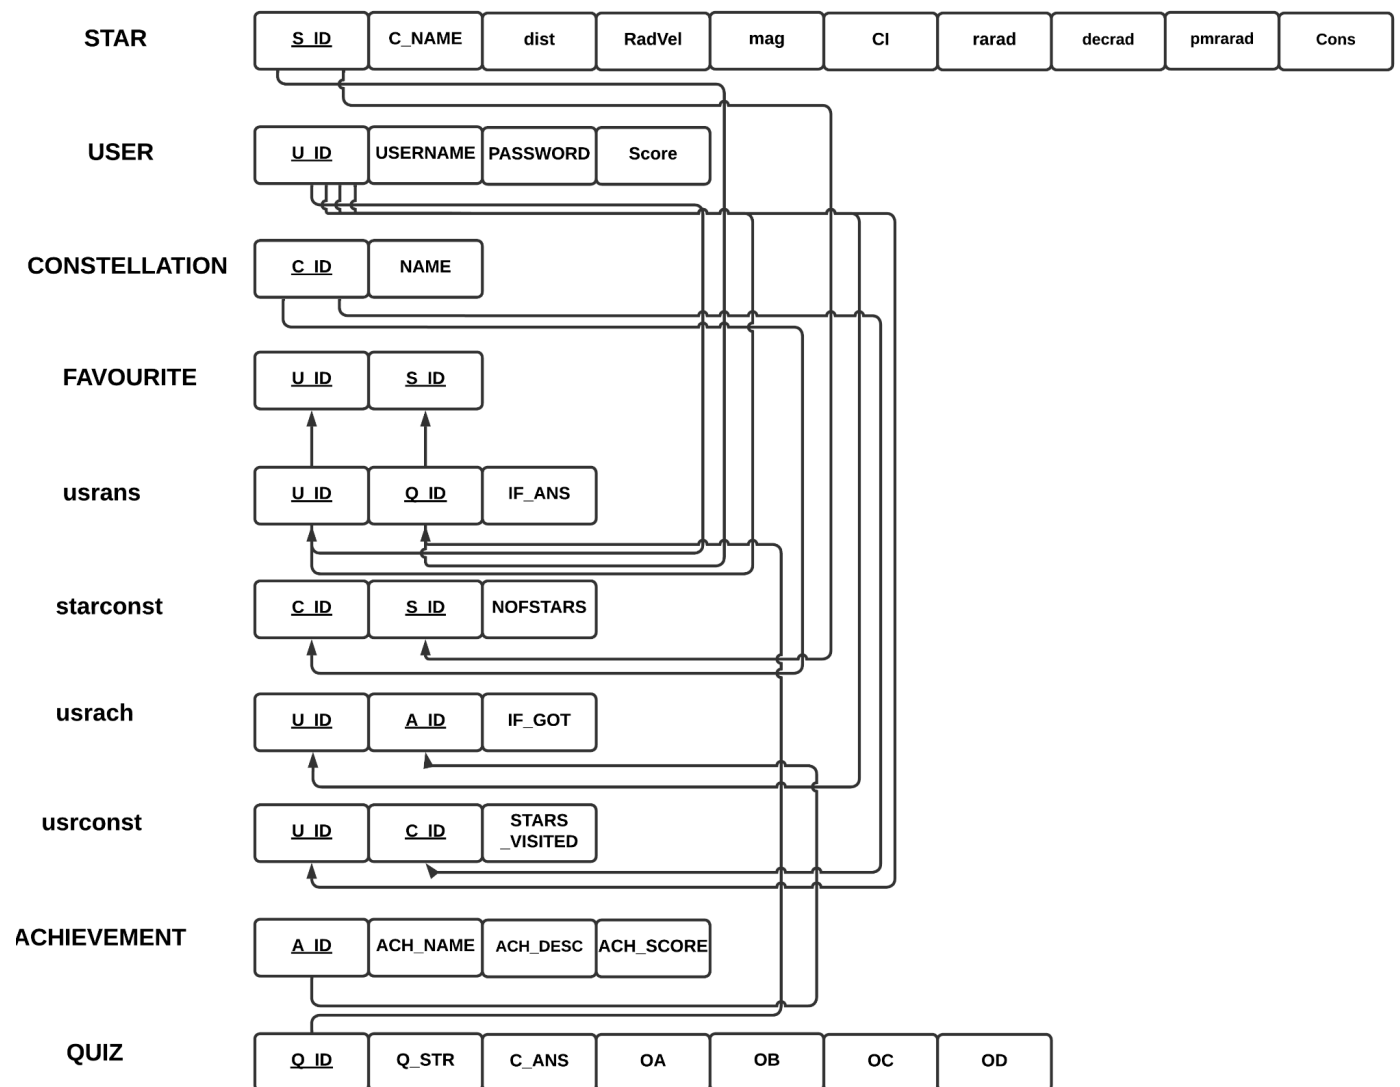 STAR S_ID C_NAME dist RadVel mag CI rarad decrad pmrarad Cons
USER U_ID USERNAME PASSWORD Score
CONSTELLATION C_ID NAME
FAVOURITE U_ID S_ID
usrans U_ID Q_ID IF_ANS
starconst C_ID S_ID NOFSTARS
usrach U_ID A_ID IF_GOT
usrconst U_ID C_ID STARS
_VISITED
ACHIEVEMENT A_ID ACH_NAME ACH_DESC ACH_SCORE
QUIZ Q_ID Q_STR C_ANS OA OB OC OD